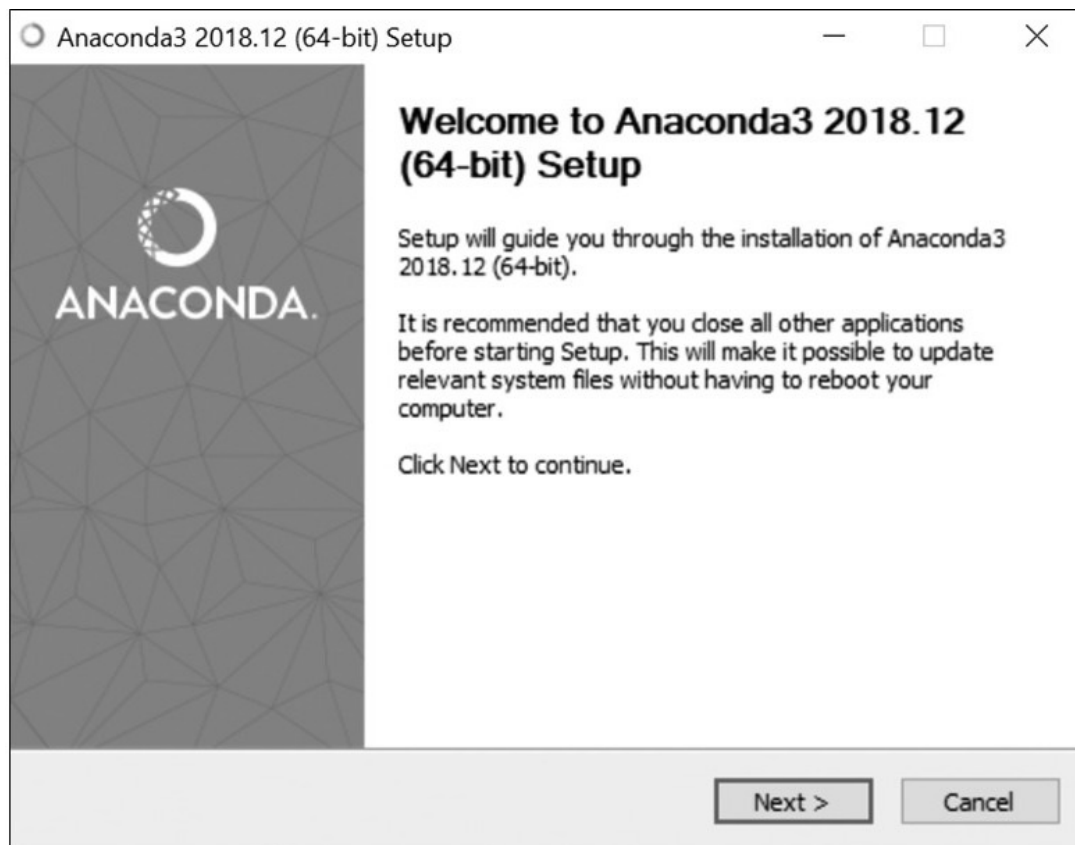 Anaconda3 2018.12 (64-bit) Setup
Welcome to Anaconda3 2018.12
(64-bit) Setup
ANACONDA.
Setup will guide you through the installation of Anaconda3
2018.12 (64-bit).
It is recommended that you close all other applications
before starting Setup. This will make it possible to update
relevant system files without having to reboot your
computer.
Click Next to continue.
Next >
Cancel